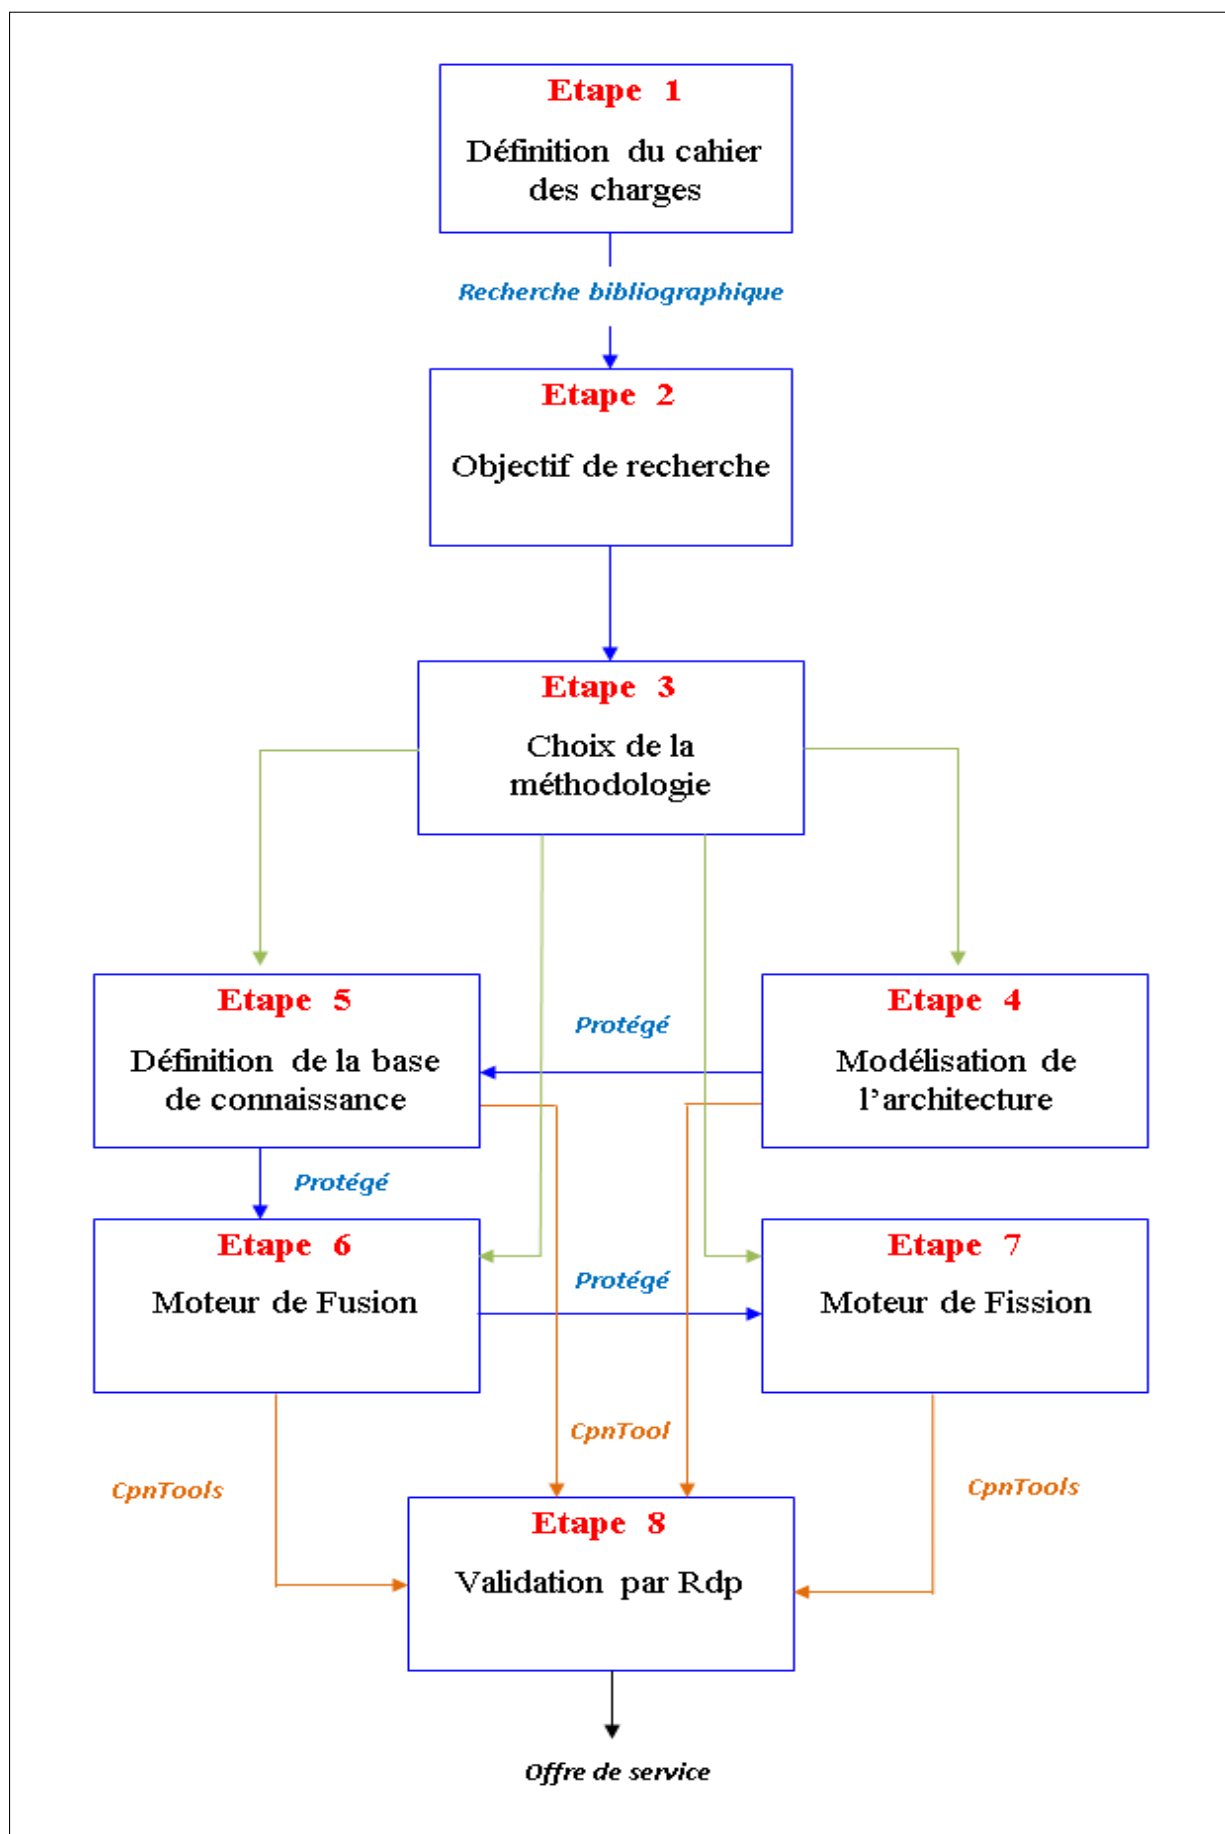 Etape 1
Définition du cahier
des charges
Recherche bibliographique
Etape 2
Objectif de recherche
Etape 3
Choix de la
méthodologie
Etape 5
Définition de la base
de connaissance
Protégé
Etape 4
Modélisation de
l’architecture
Protégé
Etape 6
Moteur de Fusion
Protégé
Etape 7
Moteur de Fission
CpnTools
CpnTool
CpnTools
Etape 8
Validation par Rdp
Offre de service